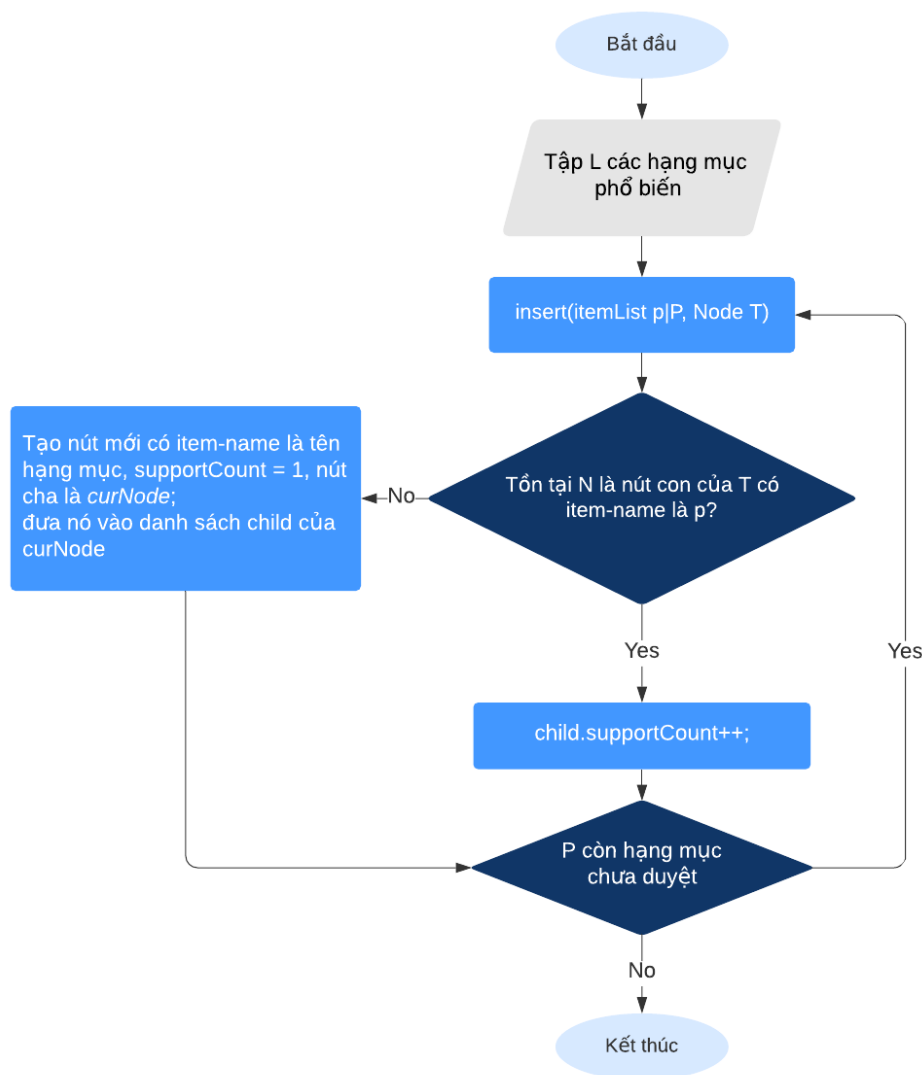 Bắt đầu
Tập L các hạng mục
phổ biến
insert(itemList p|P, Node T)
Tồn tại N là nút con của T có
item-name là p?
No
Tạo nút mới có item-name là tên
hạng mục, supportCount = 1, nút
cha là curNode;
đưa nó vào danh sách child của
curNode
Yes
Yes
child.supportCount++;
P còn hạng mục
chưa duyệt
No
Kết thúc